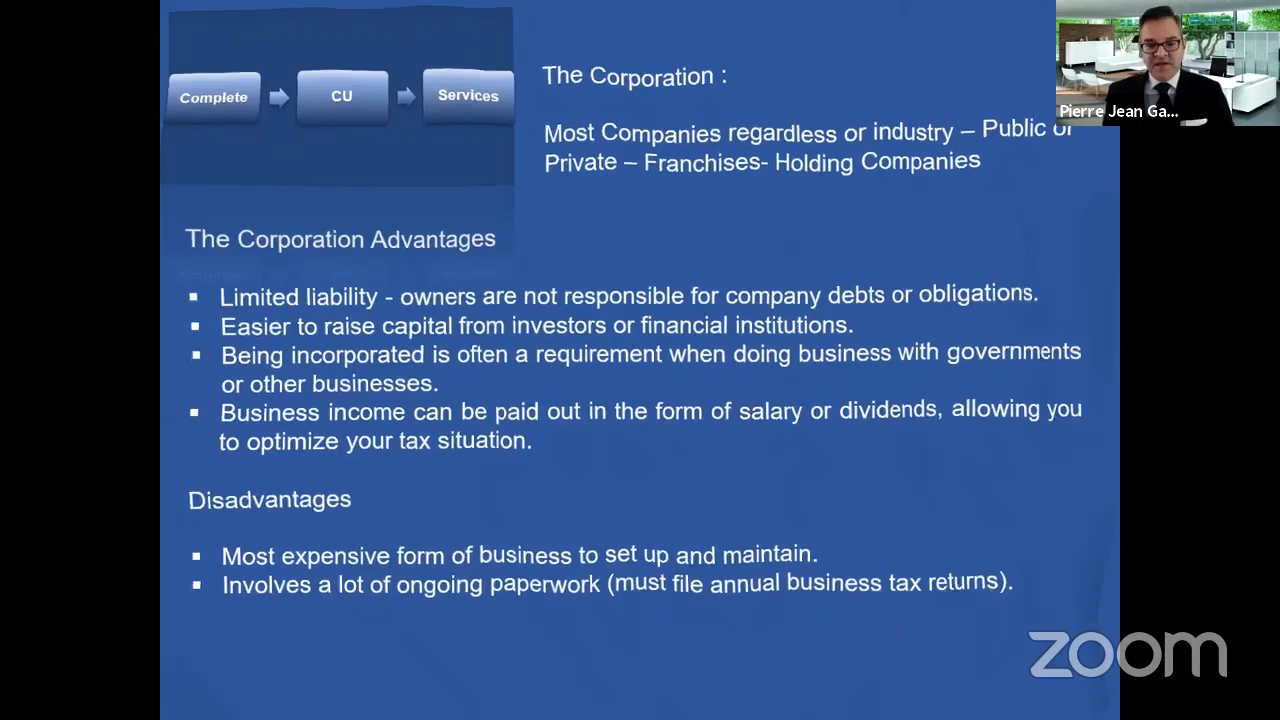 Complete
CU
Services
The Corporation :
Most Companies regardless or industry – Public or
Private – Franchises- Holding Companies
Pierre Jean Ga...
The Corporation Advantages
▪ Limited liability - owners are not responsible for company debts or obligations.
▪ Easier to raise capital from investors or financial institutions.
▪ Being incorporated is often a requirement when doing business with governments
or other businesses.
▪ Business income can be paid out in the form of salary or dividends, allowing you
to optimize your tax situation.
Disadvantages
▪ Most expensive form of business to set up and maintain.
▪ Involves a lot of ongoing paperwork (must file annual business tax returns).
zoom